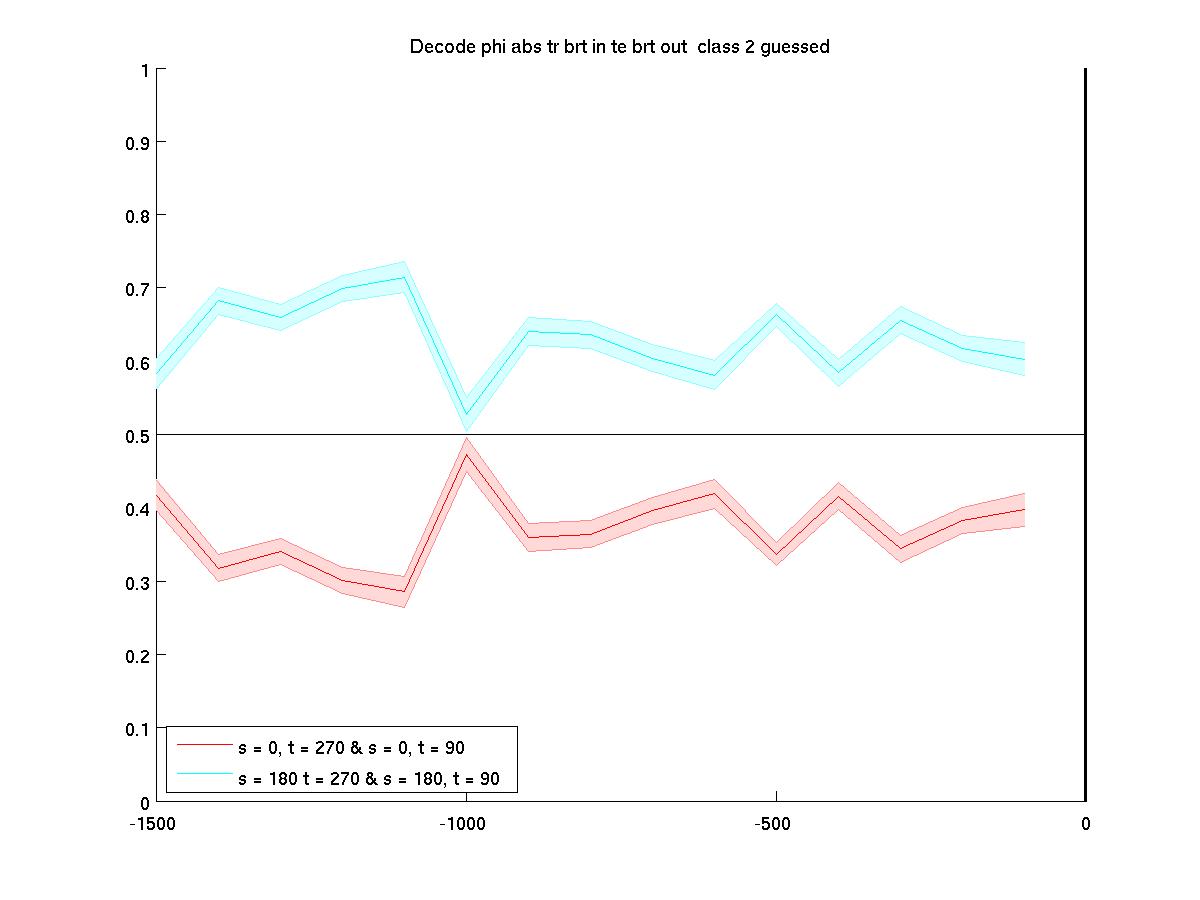 Decode phi abs tr brt in te brt out  class 2 guessed
1
0.9
0.8
0.7
0.6
0.5
0.4
0.3
0.2
0.1
0
s = 0, t = 270 & s = 0, t = 90
s = 180 t = 270 & s = 180, t = 90
-1500 -1000 -500 0